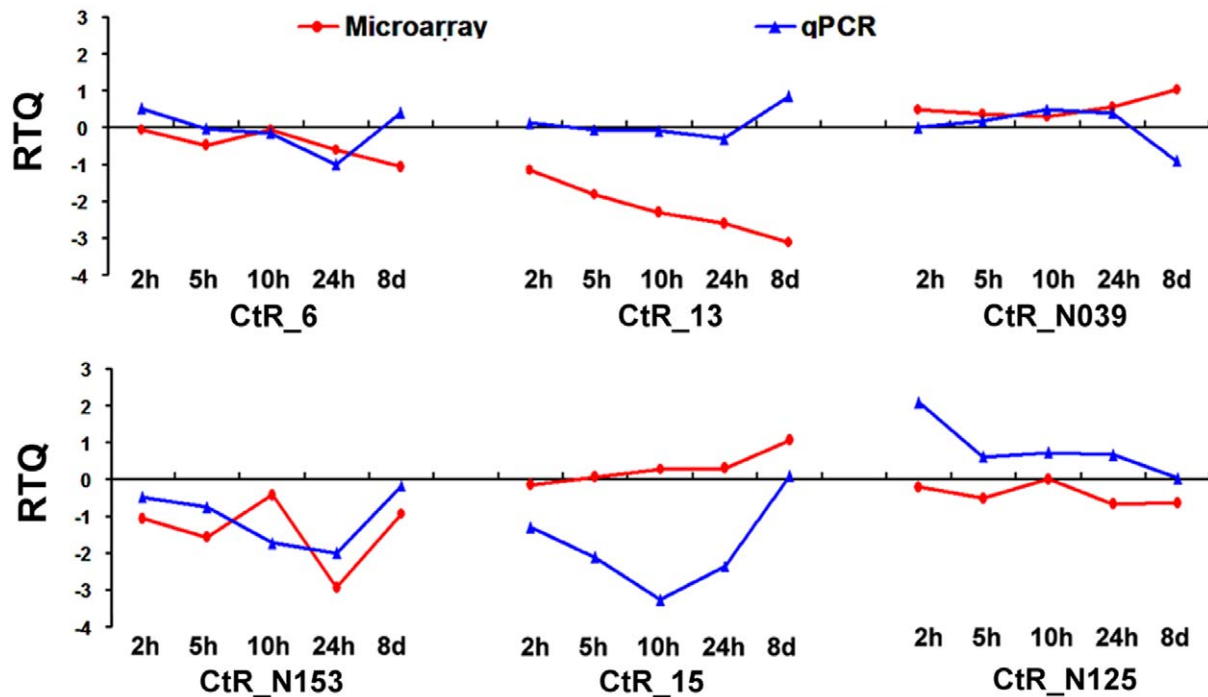 Microarray qPCR
RTQ
3
2
1
0
-1
-2
-3
-4
2h 5h 10h 24h 8d 2h 5h 10h 24h 8d 2h 5h 10h 24h 8d
CtR_6 CtR_13 CtR_N039
RTQ
3
2
1
0
-1
-2
-3
-4
2h 5h 10h 24h 8d 2h 5h 10h 24h 8d 2h 5h 10h 24h 8d
CtR_N153 CtR_15 CtR_N125